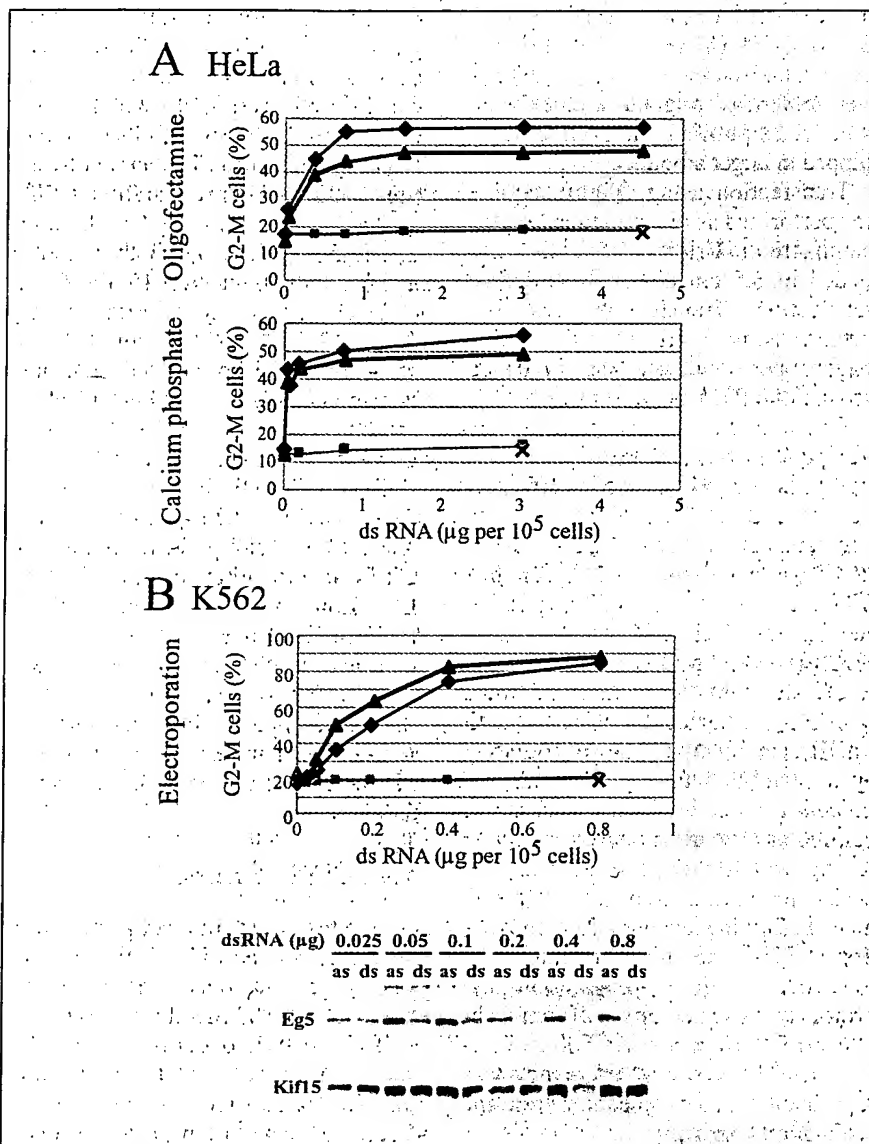 A HeLa
Oligofectamine
G2-M cells (%)
60
50
40
30
20
10
0
0 1 2 3 4 5
Calcium phosphate
G2-M cells (%)
60
50
40
30
20
10
0
0 1 2 3 4 5
ds RNA (µg per 10⁵ cells)
B K562
Electroporation
G2-M cells (%)
100
80
60
40
20
0
0 0.2 0.4 0.6 0.8 1
ds RNA (µg per 10⁵ cells)
dsRNA (µg) 0.025 0.05 0.1 0.2 0.4 0.8
as ds as ds as ds as ds as ds as ds
Eg5
Kif15